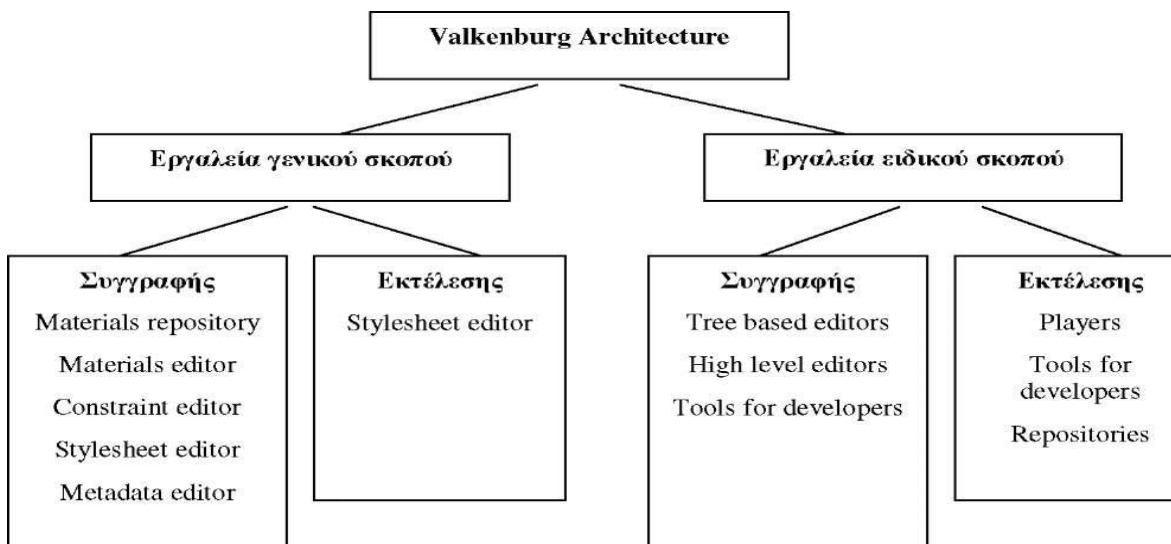 Valkenburg Architecture
Εργαλεία γενικού σκοπού
Εργαλεία ειδικού σκοπού
Συγγραφής
Materials repository
Materials editor
Constraint editor
Stylesheet editor
Metadata editor
Εκτέλεσης
Stylesheet editor
Συγγραφής
Tree based editors
High level editors
Tools for developers
Εκτέλεσης
Players
Tools for
developers
Repositories